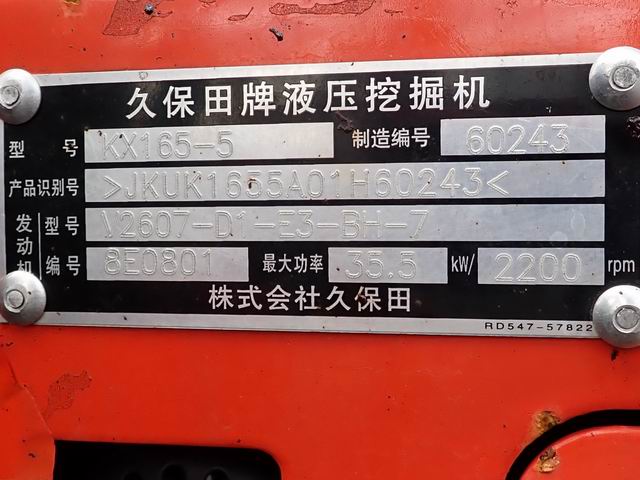 久保田牌液压挖掘机
型 号 KX165-5 制造编号 60243
产品识别号 >JKUK1655A01H60243<
发动机 型号 V2607-D1-E3-BH-7
编号 8E0801 最大功率 35.5 kW/ 2200 rpm
株式会社久保田
RD547-57822